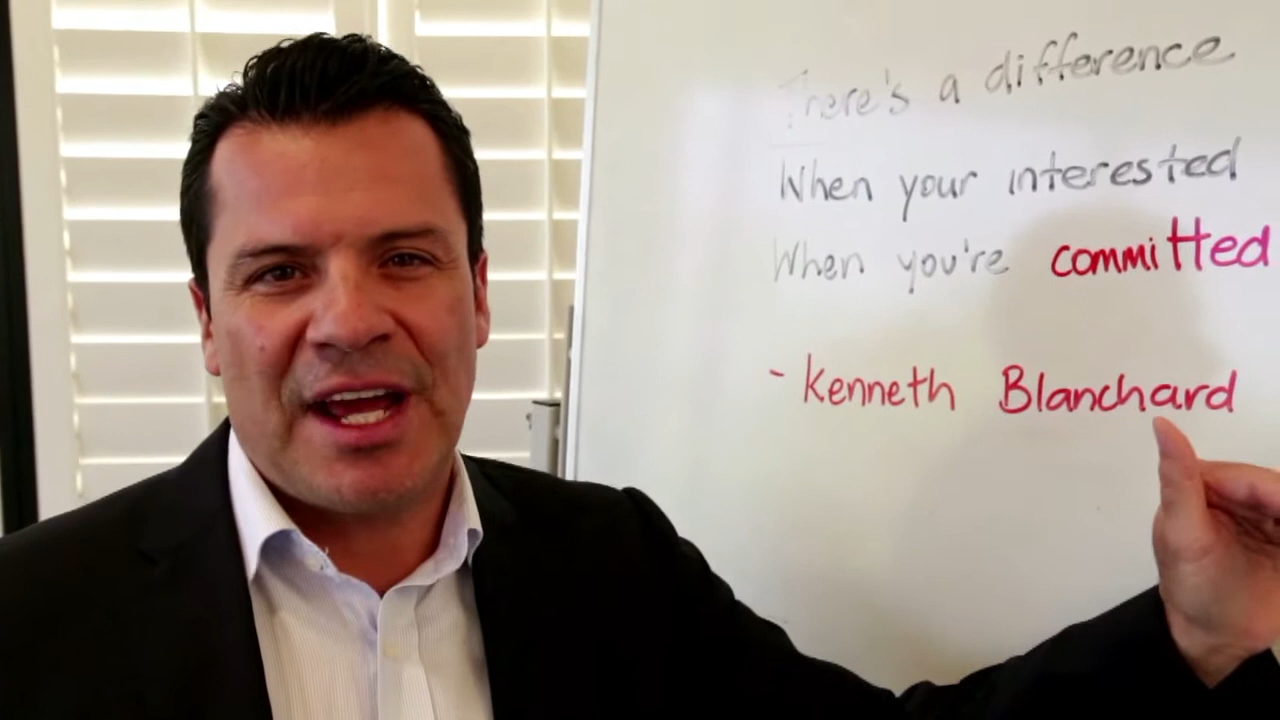 There's a difference
When your interested
When you're committed
- Kenneth Blanchard